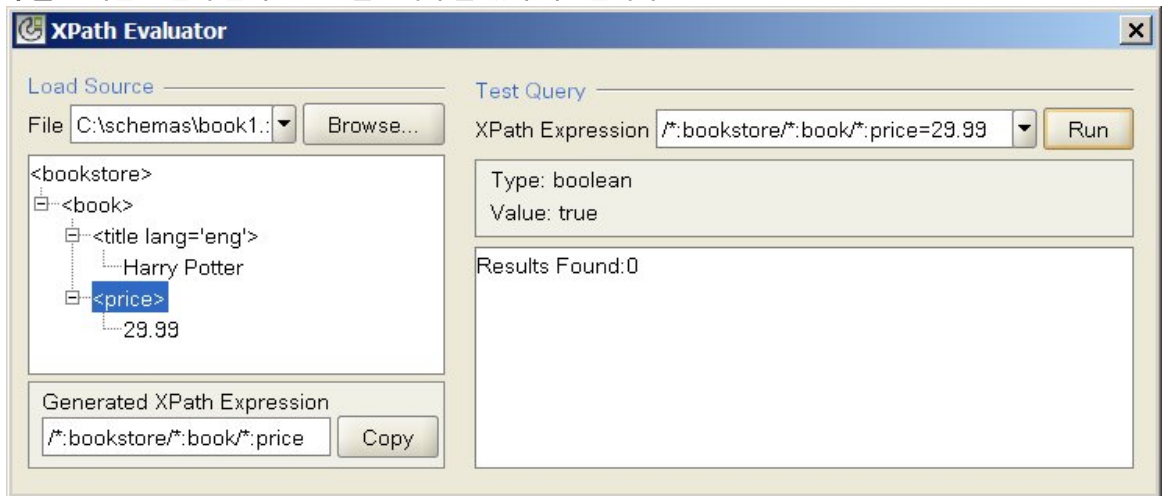 XPath Evaluator
Load Source
File C:\schemas\book1.: Browse...
<bookstore>
<book>
<title lang='eng'>
Harry Potter
<price>
29.99
Generated XPath Expression
/*:bookstore/*:book/*:price Copy
Test Query
XPath Expression /*:bookstore/*:book/*:price=29.99 Run
Type: boolean
Value: true
Results Found:0